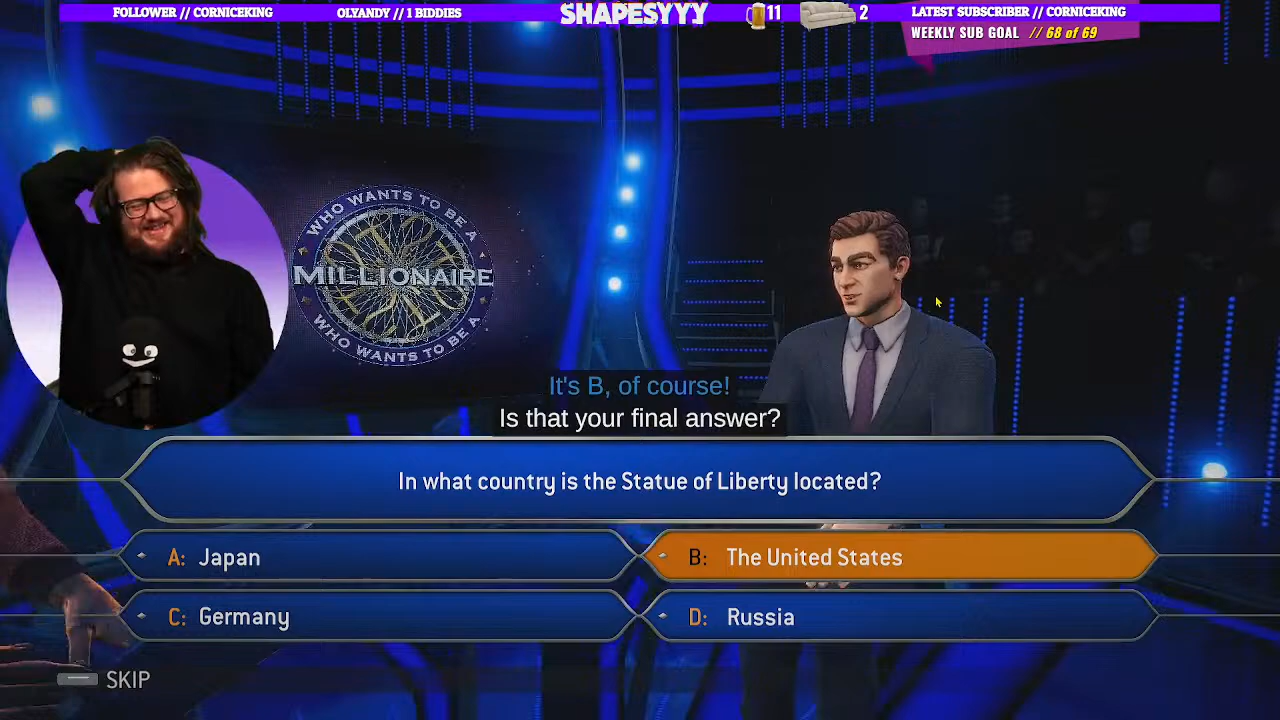 FOLLOWER // CORNICEKING
OLYANDY // 1 BIDDIES
SHAPESYYY
11
2
LATEST SUBSCRIBER // CORNICEKING
WEEKLY SUB GOAL // 68 of 69
WHO WANTS TO BE A
MILLIONAIRE
WHO WANTS TO BE A
It's B, of course!
Is that your final answer?
In what country is the Statue of Liberty located?
A: Japan
B: The United States
C: Germany
D: Russia
SKIP